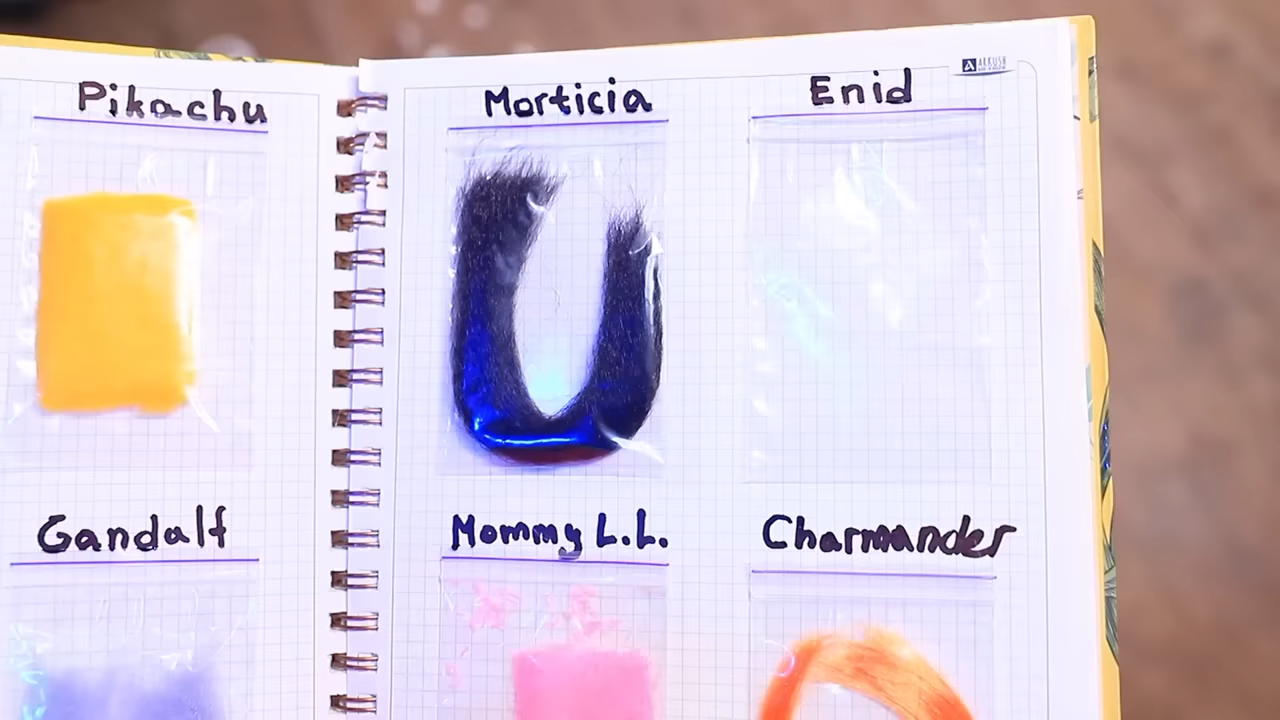 Pikachu
Gandalf
Morticia
Enid
Mommy L.L.
Charmander